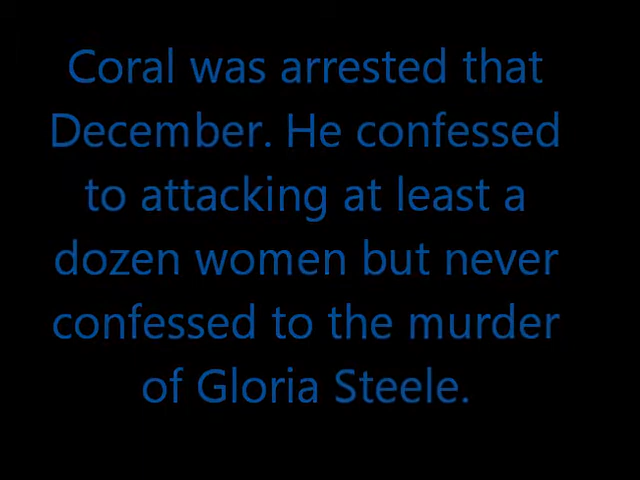 Coral was arrested that
December. He confessed
to attacking at least a
dozen women but never
confessed to the murder
of Gloria Steele.